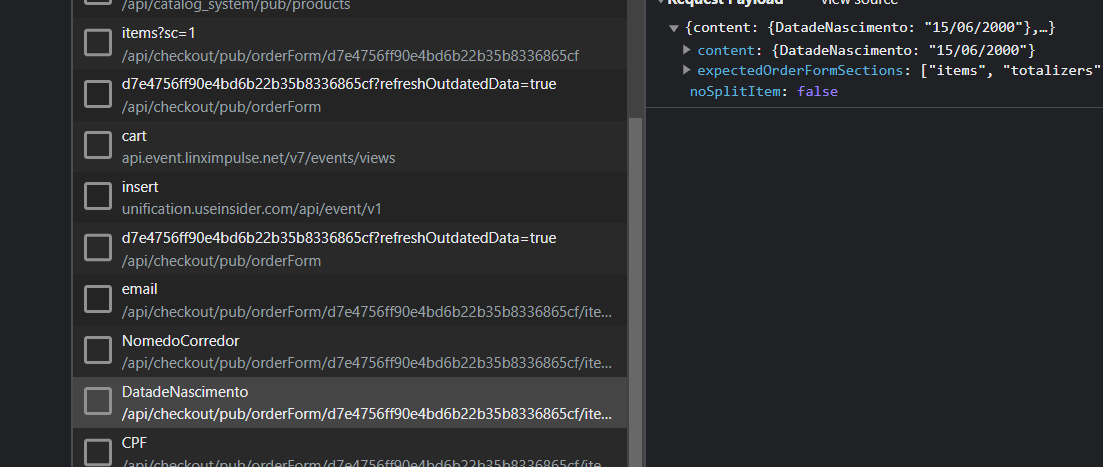 /api/catalog_system/pub/products
items?sc=1
/api/checkout/pub/orderForm/d7e4756ff90e4bd6b22b35b8336865cf
d7e4756ff90e4bd6b22b35b8336865cf?refreshOutdatedData=true
/api/checkout/pub/orderForm
cart
api.event.linximpulse.net/v7/events/views
insert
unification.useinsider.com/api/event/v1
d7e4756ff90e4bd6b22b35b8336865cf?refreshOutdatedData=true
/api/checkout/pub/orderForm
email
/api/checkout/pub/orderForm/d7e4756ff90e4bd6b22b35b8336865cf/ite...
NomedoCorredor
/api/checkout/pub/orderForm/d7e4756ff90e4bd6b22b35b8336865cf/ite...
DatadeNascimento
/api/checkout/pub/orderForm/d7e4756ff90e4bd6b22b35b8336865cf/ite...
CPF
/api/checkout/pub/orderForm/d7e4756ff90e4bd6b22b35b8336865cf/ite...
Request Payload view source
{content: {DatadeNascimento: "15/06/2000"},…}
content: {DatadeNascimento: "15/06/2000"}
expectedOrderFormSections: ["items", "totalizers"
noSplitItem: false